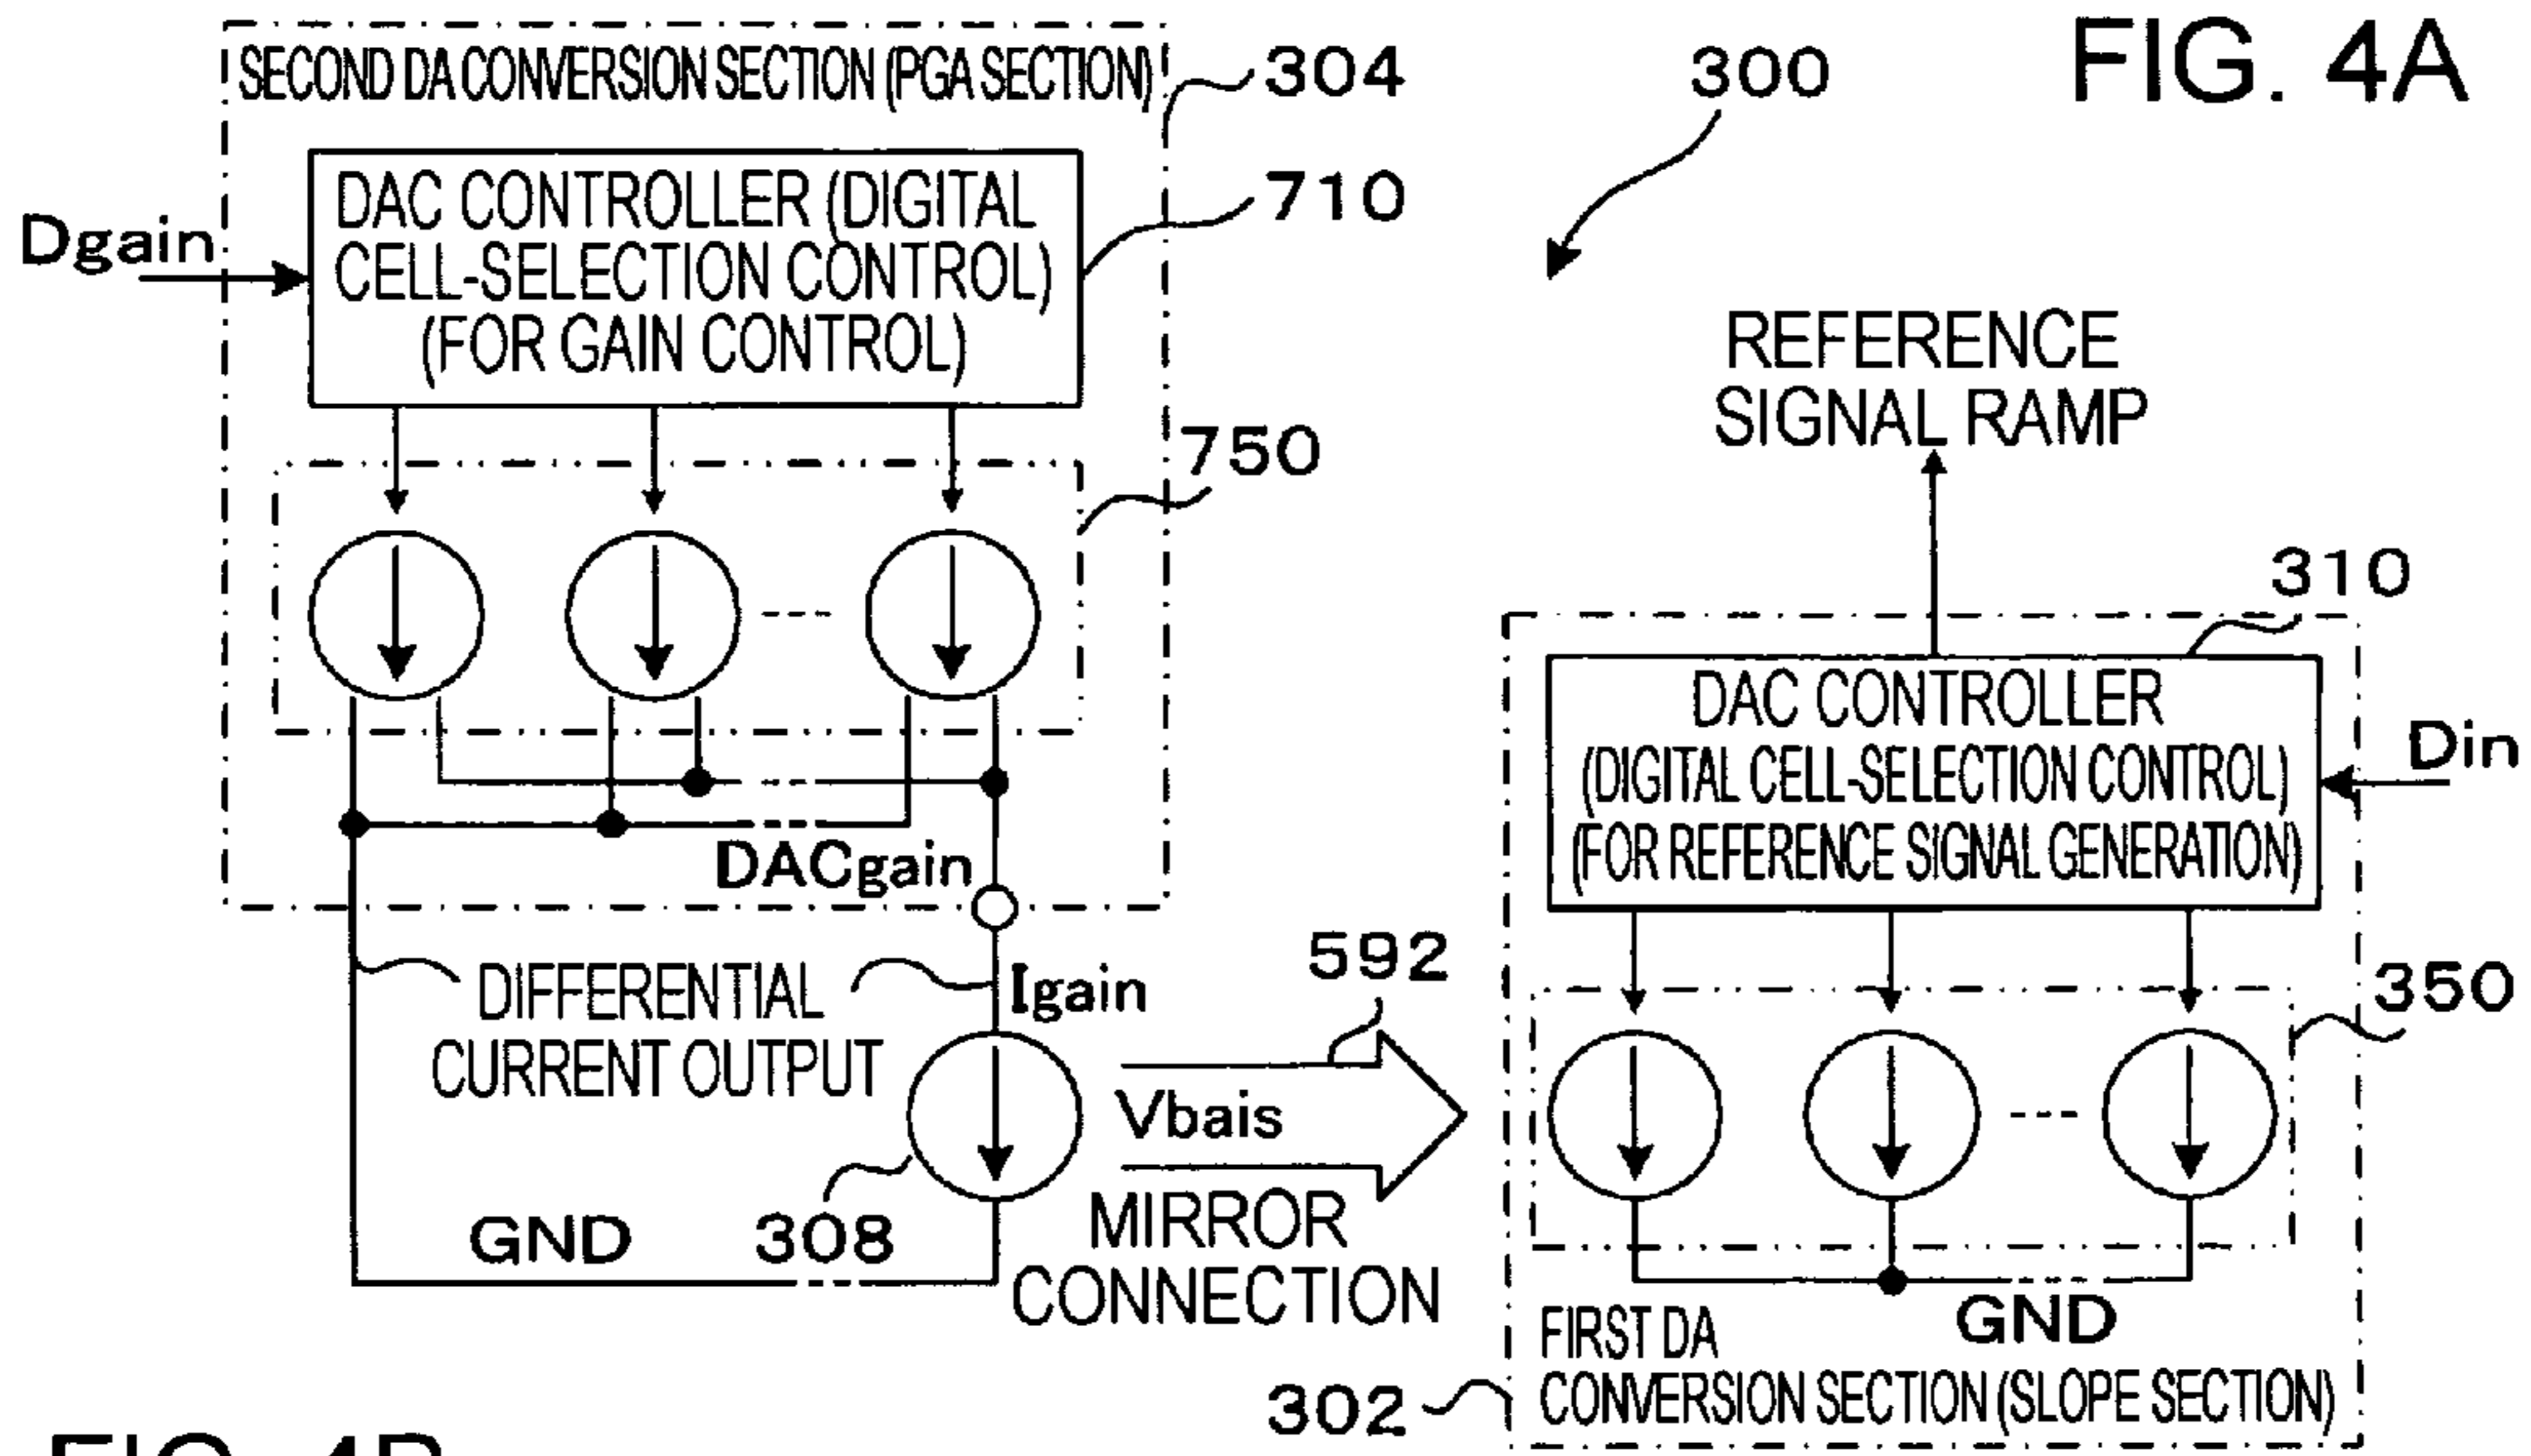 FIG. 4A
300
SECOND DA CONVERSION SECTION (PGA SECTION)
304
DAC CONTROLLER (DIGITAL
CELL-SELECTION CONTROL)
(FOR GAIN CONTROL)
710
Dgain
750
DACgain
DIFFERENTIAL
CURRENT OUTPUT
Igain
308
GND
592
Vbais
MIRROR
CONNECTION
REFERENCE
SIGNAL RAMP
310
DAC CONTROLLER
(DIGITAL CELL-SELECTION CONTROL)
(FOR REFERENCE SIGNAL GENERATION)
Din
350
GND
FIRST DA
CONVERSION SECTION (SLOPE SECTION)
302
FIG. 4B